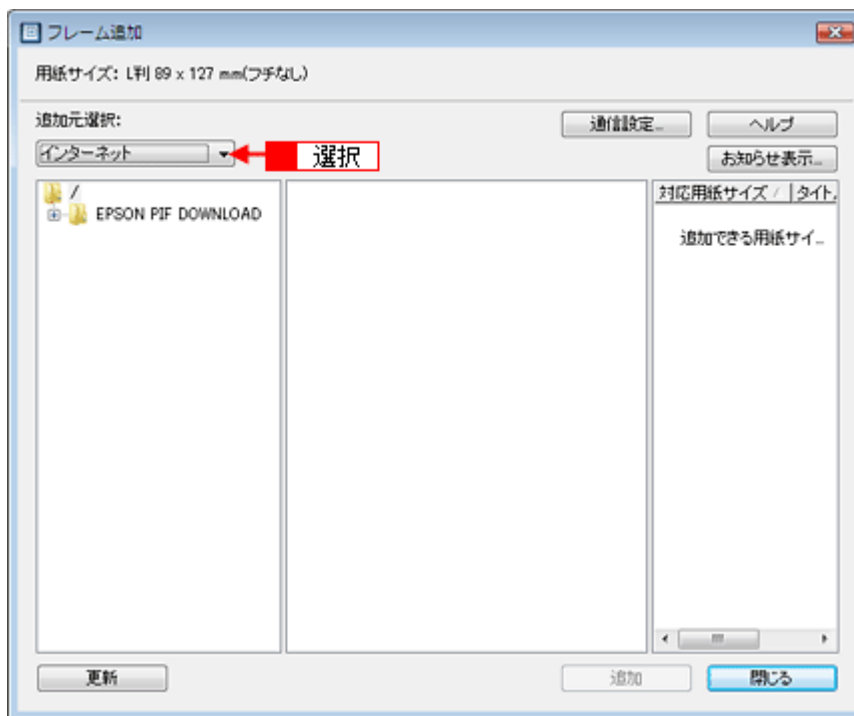 フレーム追加
用紙サイズ: L判 89 x 127 mm(フチなし)
追加元選択:
通信設定...
ヘルプ
インターネット
選択
お知らせ表示...
/
EPSON PIF DOWNLOAD
対応用紙サイズ / タイト.
追加できる用紙サイ...
更新
追加
閉じる